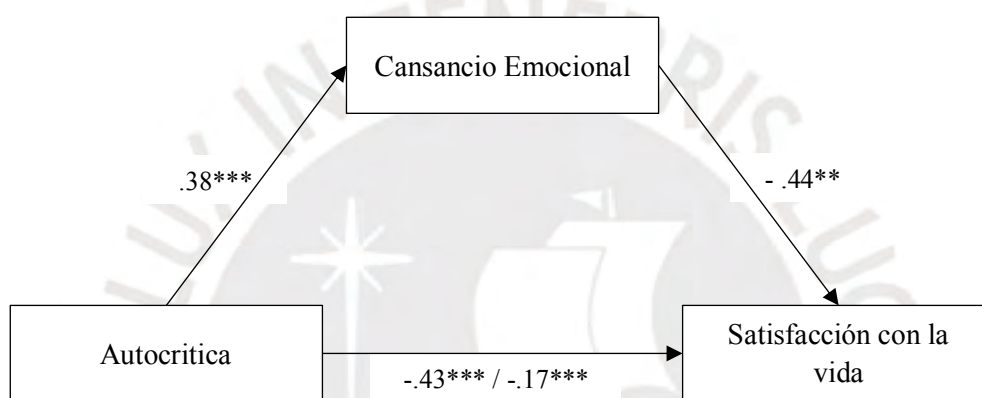 Cansancio Emocional
.38***
- .44**
Autocritica
Satisfacción con la
vida
-.43*** / -.17***